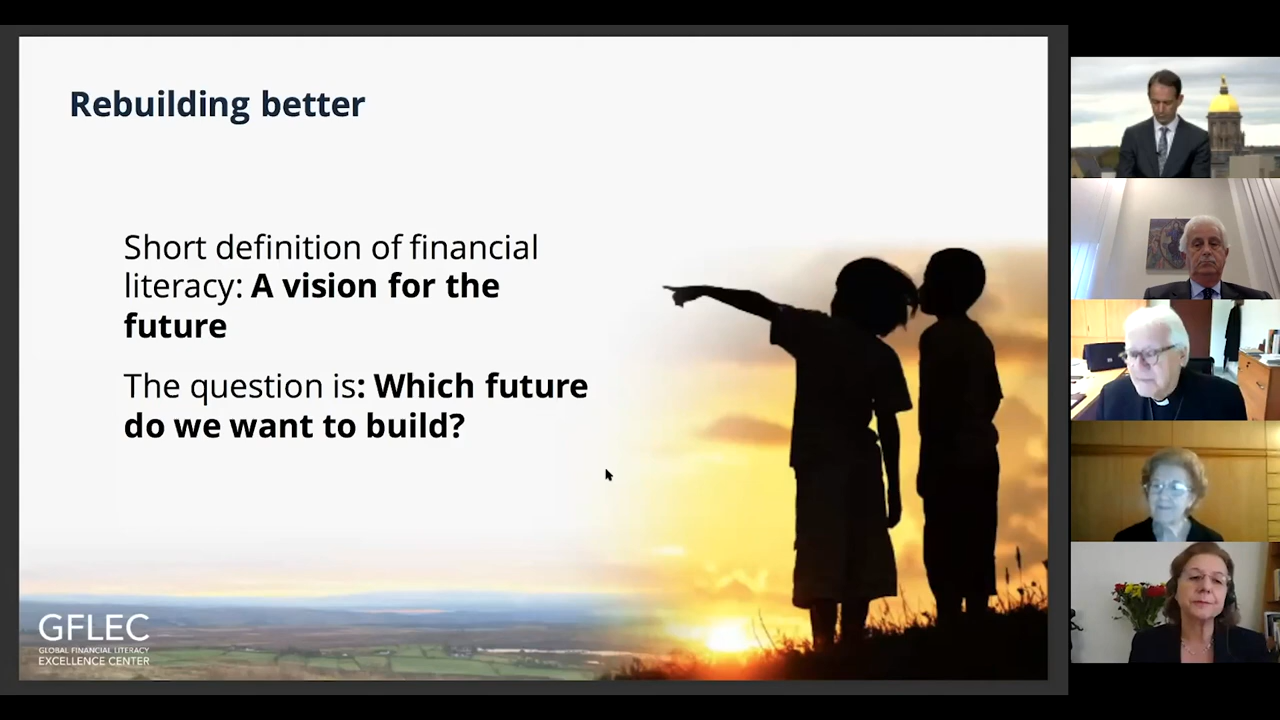 Rebuilding better
Short definition of financial
literacy: A vision for the
future
The question is: Which future
do we want to build?
GFLEC
GLOBAL FINANCIAL LITERACY
EXCELLENCE CENTER